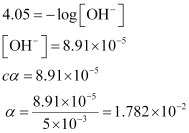 4.05 = −log[OH⁻]
[OH⁻] = 8.91×10⁻⁵
cα = 8.91×10⁻⁵
α = 8.91×10⁻⁵ / 5×10⁻³ = 1.782×10⁻²